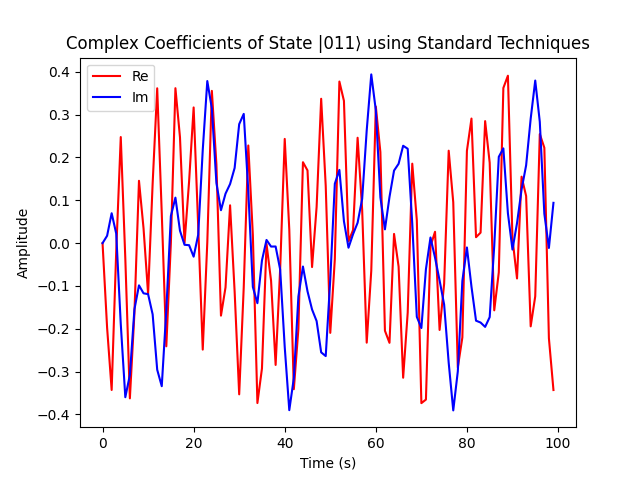 Complex Coefficients of State |011⟩ using Standard Techniques
Re
Im
Amplitude
0.4
0.3
0.2
0.1
0.0
−0.1
−0.2
−0.3
−0.4
0 20 40 60 80 100
Time (s)